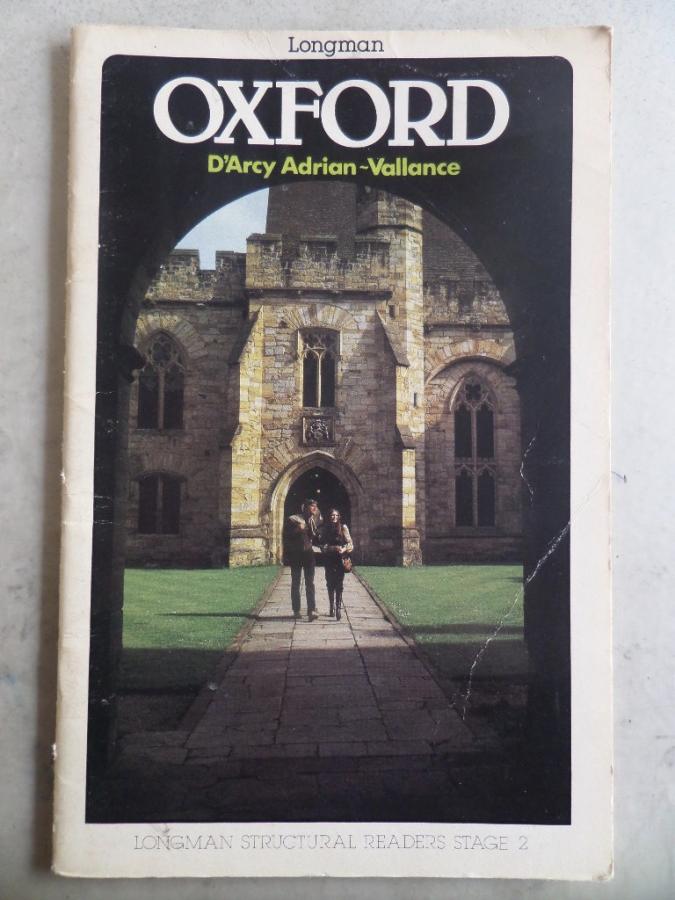 Longman
OXFORD
D'Arcy Adrian~Vallance
LONGMAN STRUCTURAL READERS STAGE 2